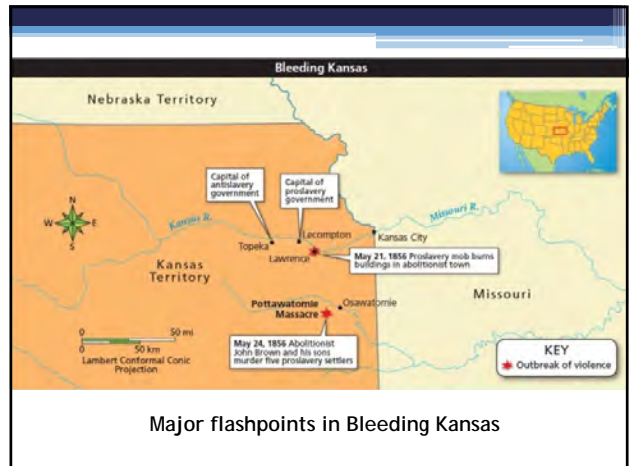 Bleeding Kansas
Nebraska Territory
Capital of
antislavery
government
Capital of
proslavery
government
N
W E
S
Kansas R.
Missouri R.
Lecompton
Topeka
Kansas City
Lawrence
May 21, 1856 Proslavery mob burns
buildings in abolitionist town
Kansas
Territory
Missouri
Pottawatomie
Massacre
Osawatomie
0 50 mi
0 50 km
Lambert Conformal Conic
Projection
May 24, 1856 Abolitionist
John Brown and his sons
murder five proslavery settlers
KEY
Outbreak of violence
Major flashpoints in Bleeding Kansas